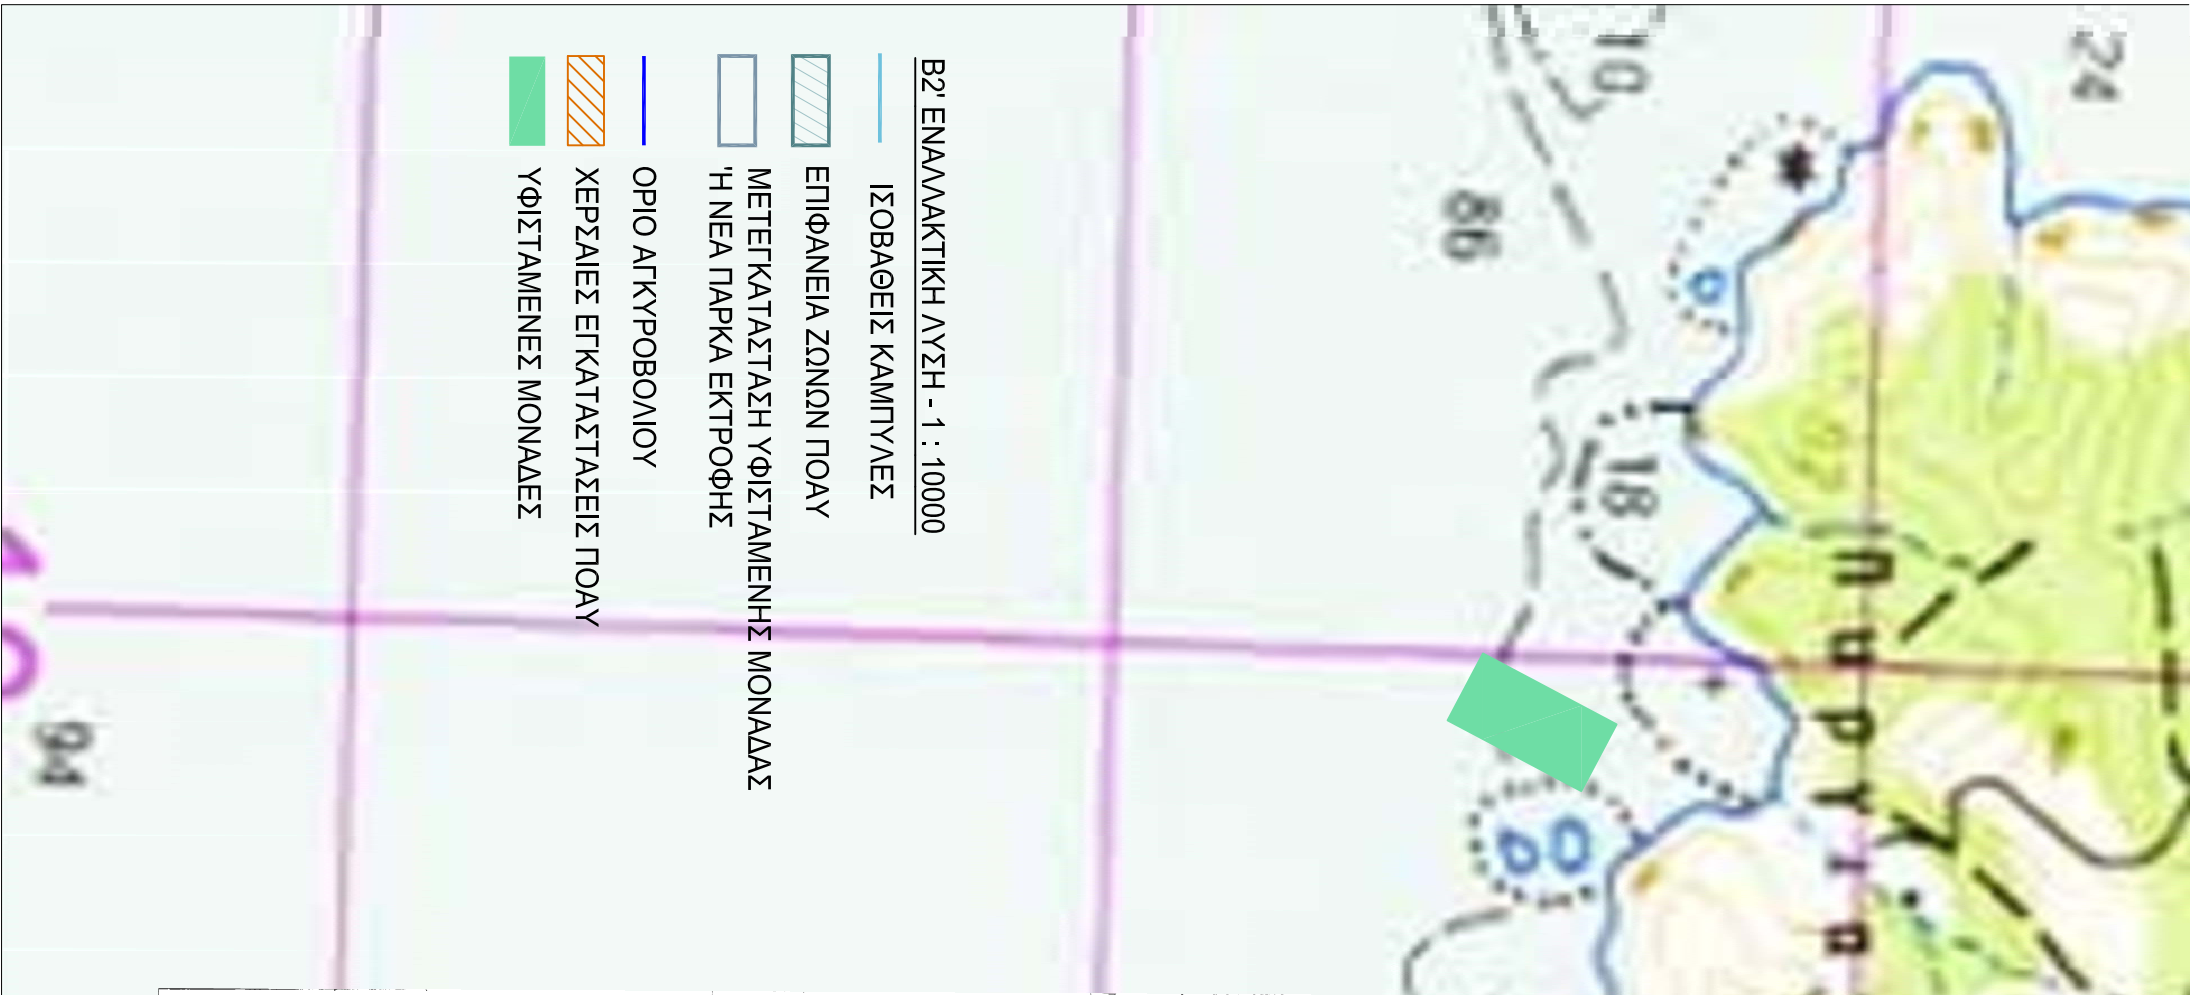 Β2' ΕΝΑΛΛΑΚΤΙΚΗ ΛΥΣΗ - 1 : 10000
ΙΣΟΒΑΘΕΙΣ ΚΑΜΠΥΛΕΣ
ΕΠΙΦΑΝΕΙΑ ΖΩΝΩΝ ΠΟΑΥ
ΜΕΤΕΓΚΑΤΑΣΤΑΣΗ ΥΦΙΣΤΑΜΕΝΗΣ ΜΟΝΑΔΑΣ
'Η ΝΕΑ ΠΑΡΚΑ ΕΚΤΡΟΦΗΣ
ΟΡΙΟ ΑΓΚΥΡΟΒΟΛΙΟΥ
ΧΕΡΣΑΙΕΣ ΕΓΚΑΤΑΣΤΑΣΕΙΣ ΠΟΑΥ
ΥΦΙΣΤΑΜΕΝΕΣ ΜΟΝΑΔΕΣ
24
10
86
18
94